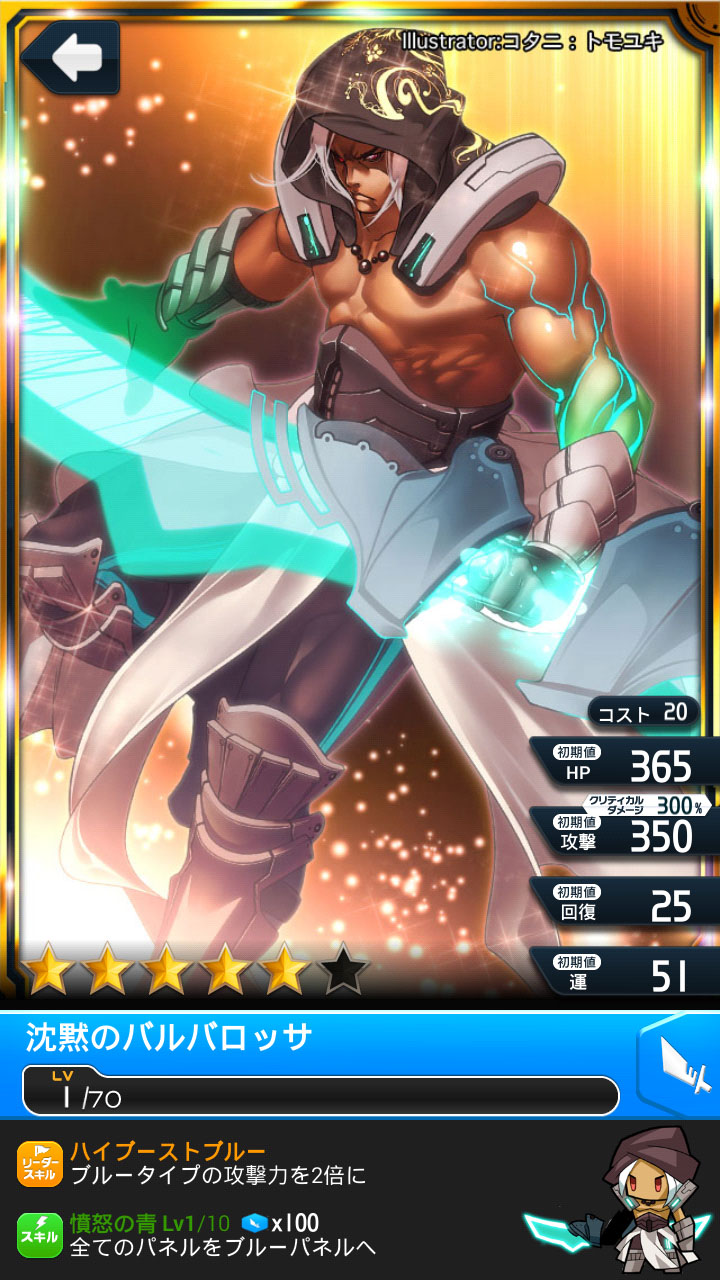 Illustrator:コタニ：トモユキ
コスト 20
初期値
HP 365
クリティカル
ダメージ 300%
初期値
攻撃 350
初期値
回復 25
初期値
運 51
沈黙のバルバロッサ
LV
1/70
リーダー
スキル
ハイブーストブルー
ブルータイプの攻撃力を2倍に
スキル
憤怒の青 Lv1/10 x100
全てのパネルをブルーパネルへ